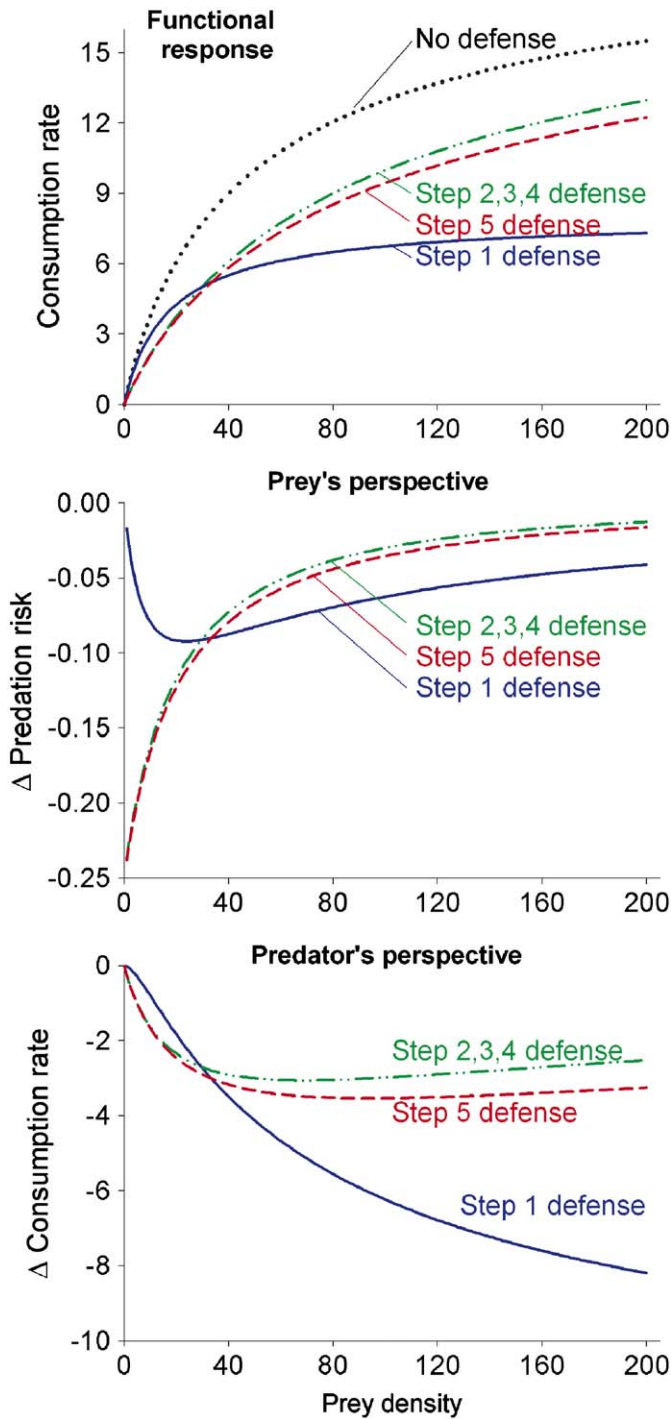 Functional
response
No defense
15
12
9
6
3
0
Consumption rate
Step 2,3,4 defense
Step 5 defense
Step 1 defense
0 40 80 120 160 200
Prey's perspective
0.00
-0.05
-0.10
-0.15
-0.20
-0.25
Δ Predation risk
Step 2,3,4 defense
Step 5 defense
Step 1 defense
0 40 80 120 160 200
Predator's perspective
0
-2
-4
-6
-8
-10
Δ Consumption rate
Step 2,3,4 defense
Step 5 defense
Step 1 defense
0 40 80 120 160 200
Prey density